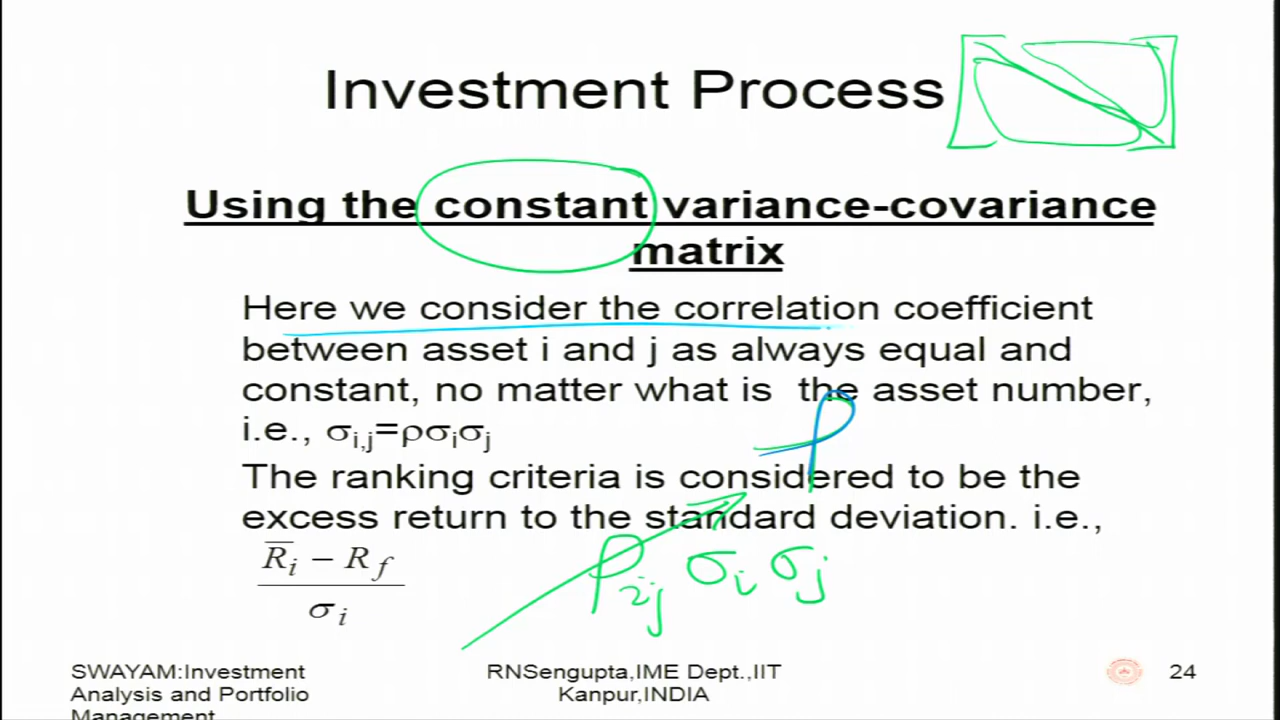 Investment Process
Using the constant variance-covariance
matrix
Here we consider the correlation coefficient
between asset i and j as always equal and
constant, no matter what is the asset number,
i.e., σi,j=ρσiσj
ρ
The ranking criteria is considered to be the
excess return to the standard deviation. i.e.,
R̅i − Rf
σi
ρij σi σj
SWAYAM:Investment
Analysis and Portfolio
Management
RNSengupta,IME Dept.,IIT
Kanpur,INDIA
24